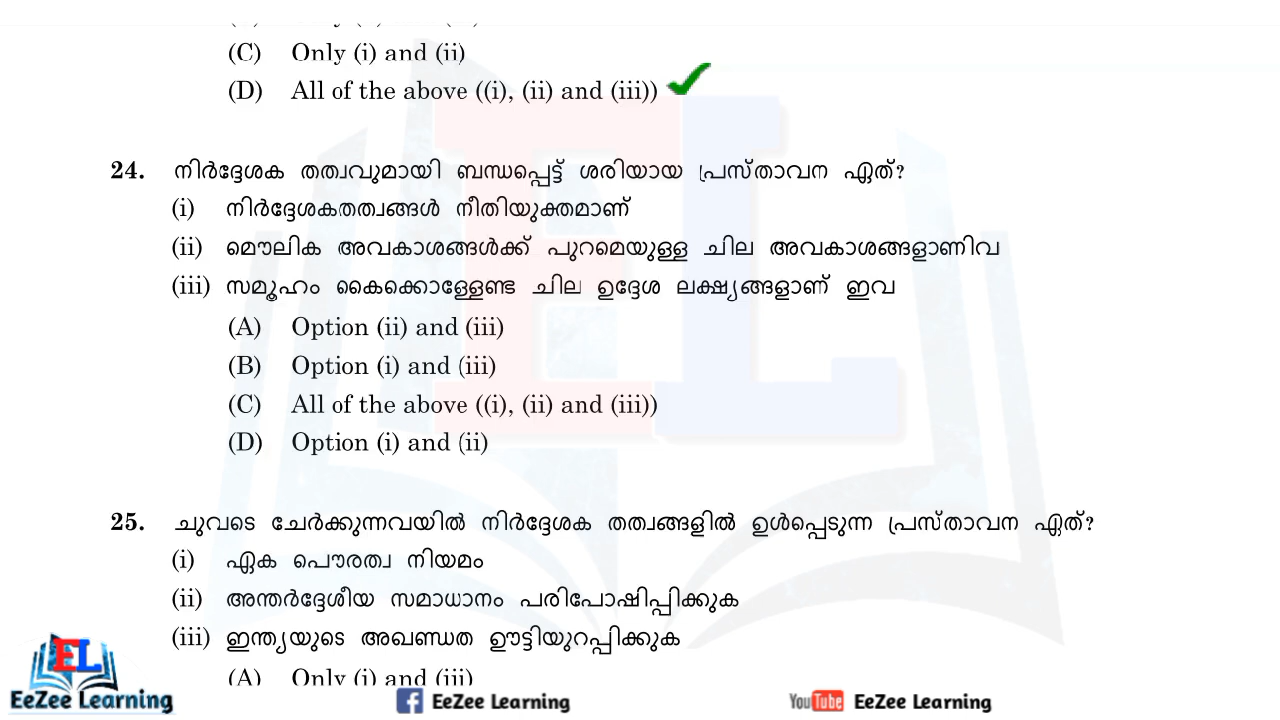 (C) Only (i) and (ii)
(D) All of the above ((i), (ii) and (iii))
24. നിർദ്ദേശക തത്വവുമായി ബന്ധപ്പെട്ട് ശരിയായ പ്രസ്താവന ഏത്?
(i) നിർദ്ദേശകതത്വങ്ങൾ നീതിയുക്തമാണ്
(ii) മൌലിക അവകാശങ്ങൾക്ക് പുറമെയുള്ള ചില അവകാശങ്ങളാണിവ
(iii) സമൂഹം കൈക്കൊള്ളേണ്ട ചില ഉദ്ദേശ ലക്ഷ്യങ്ങളാണ് ഇവ
(A) Option (ii) and (iii)
(B) Option (i) and (iii)
(C) All of the above ((i), (ii) and (iii))
(D) Option (i) and (ii)
25. ചുവടെ ചേർക്കുന്നവയിൽ നിർദ്ദേശക തത്വങ്ങളിൽ ഉൾപ്പെടുന്ന പ്രസ്താവന ഏത്?
(i) ഏക പൌരത്വ നിയമം
(ii) അന്തർദ്ദേശീയ സമാധാനം പരിപോഷിപ്പിക്കുക
(iii) ഇന്ത്യയുടെ അഖണ്ഡത ഊട്ടിയുറപ്പിക്കുക
(A) Only (i) and (iii)
EL
EeZee Learning
f EeZee Learning
YouTube EeZee Learning